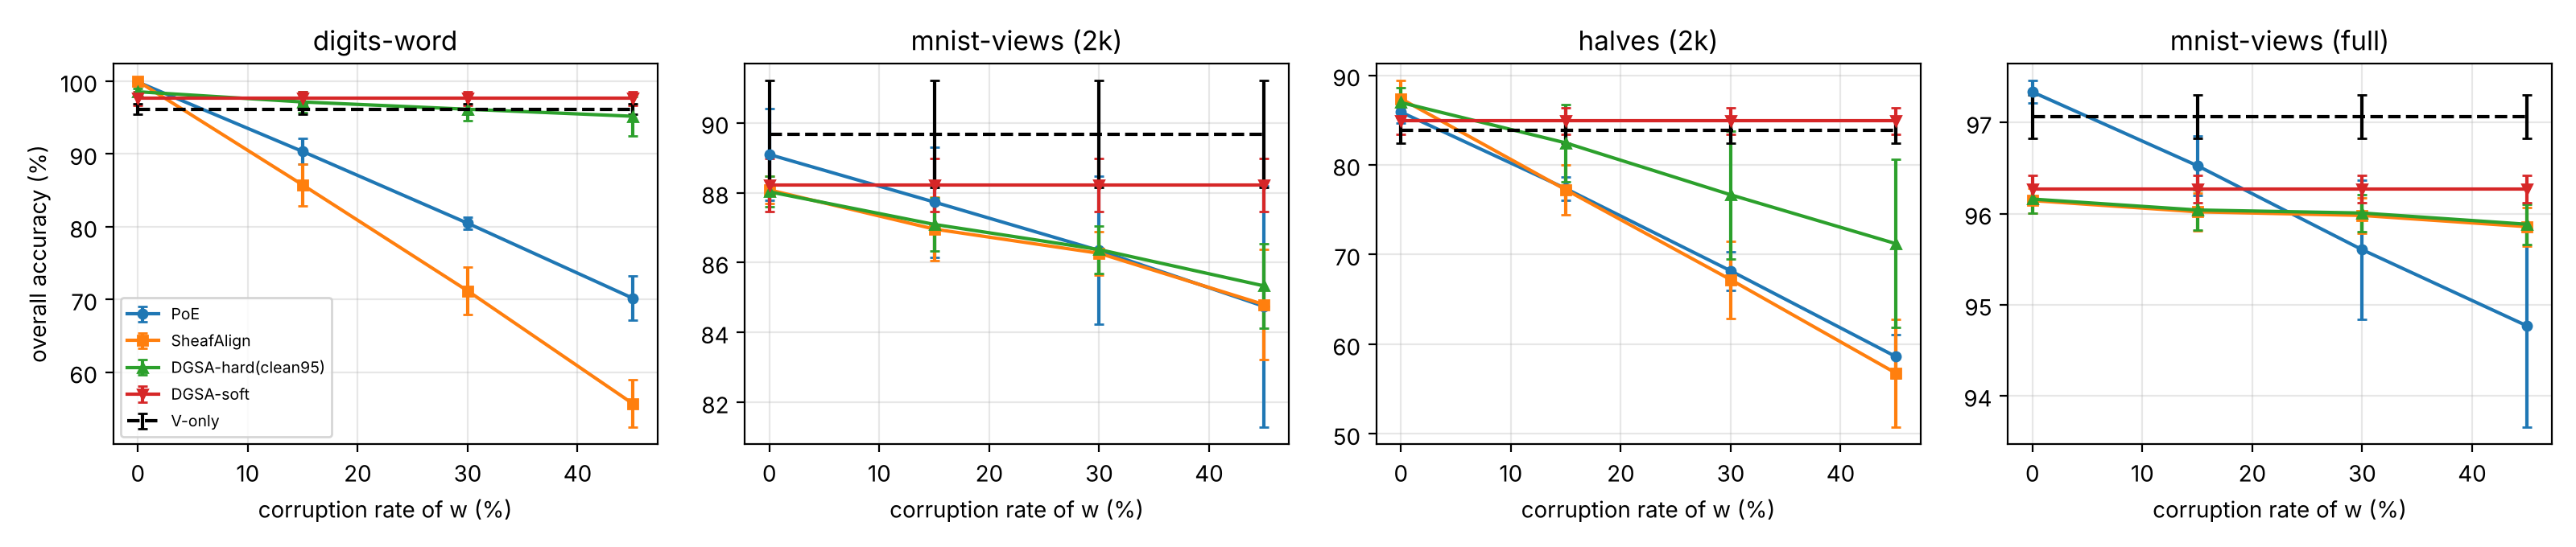 digits-word
mnist-views (2k)
halves (2k)
mnist-views (full)
overall accuracy (%)
100
90
80
70
60
PoE
SheafAlign
DGSA-hard(clean95)
DGSA-soft
V-only
0 10 20 30 40
corruption rate of w (%)
90
88
86
84
82
0 10 20 30 40
corruption rate of w (%)
90
80
70
60
50
0 10 20 30 40
corruption rate of w (%)
97
96
95
94
0 10 20 30 40
corruption rate of w (%)